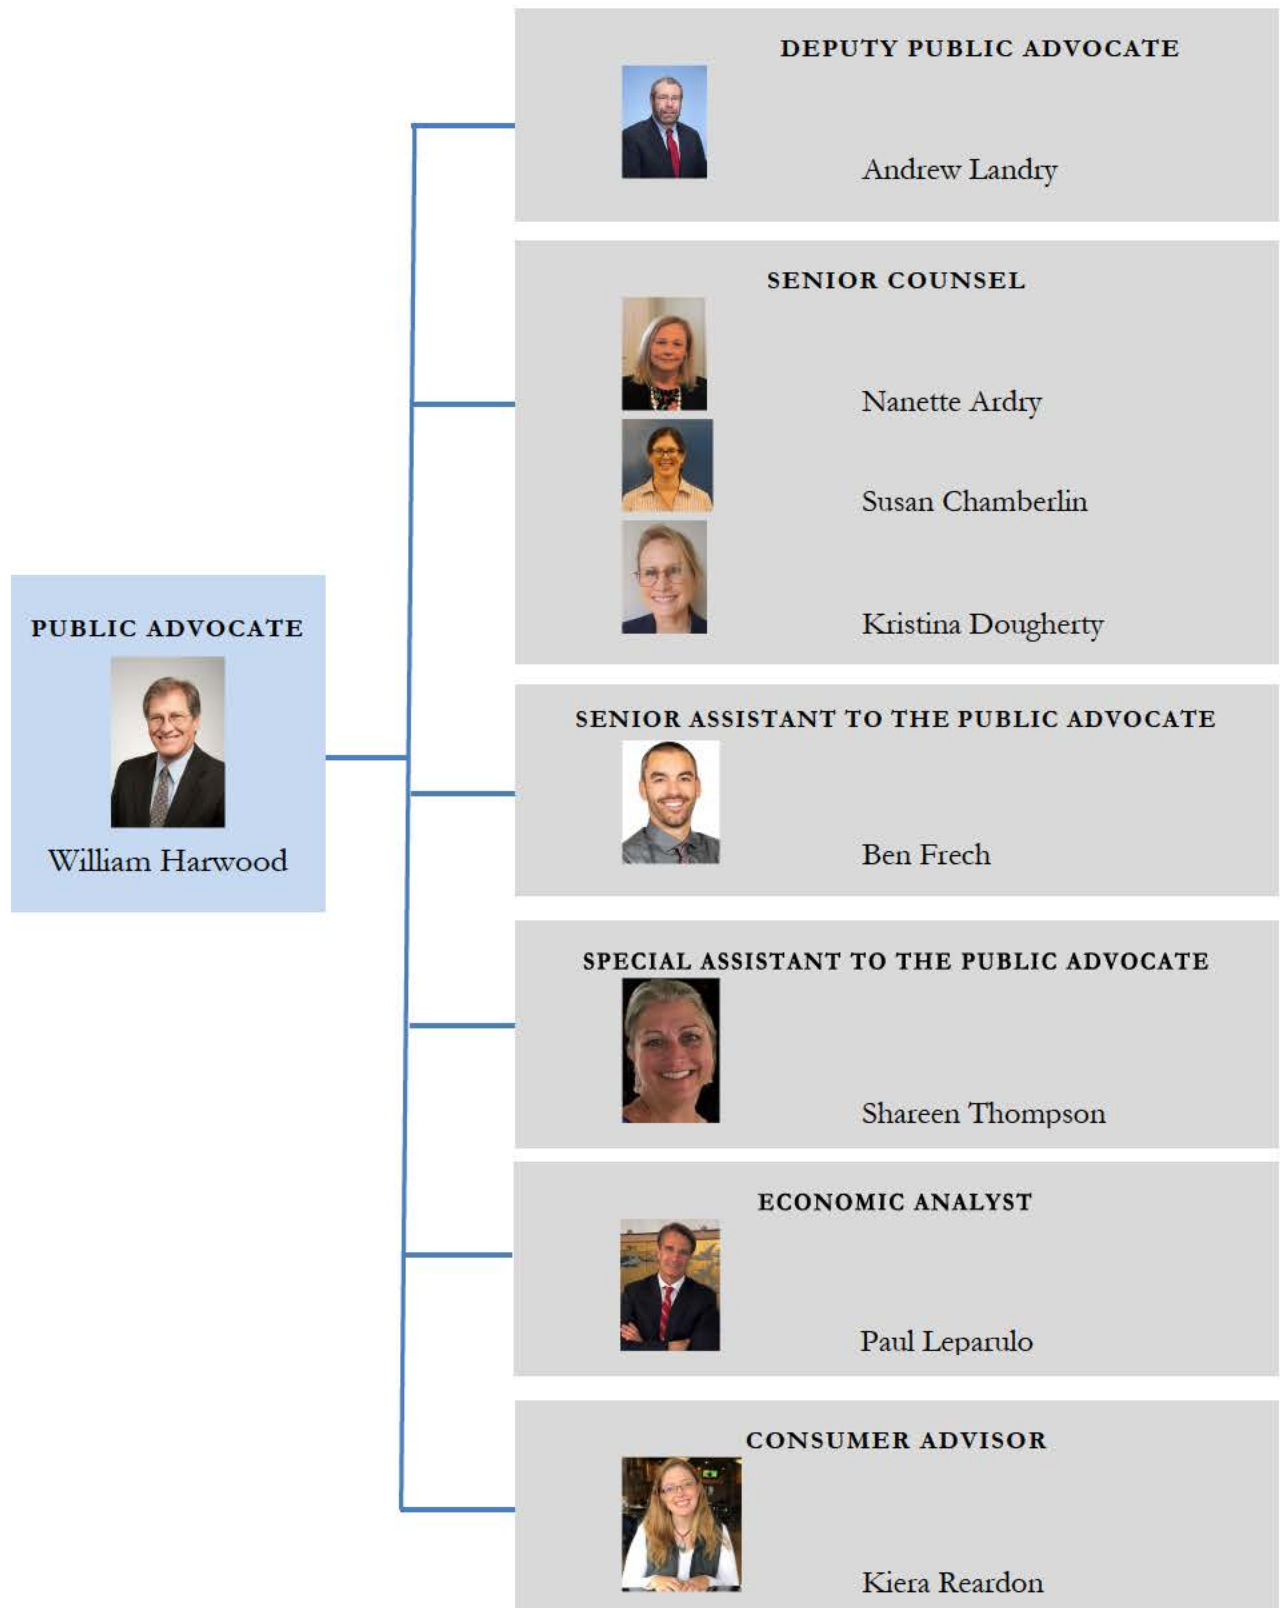 PUBLIC ADVOCATE
William Harwood
DEPUTY PUBLIC ADVOCATE
Andrew Landry
SENIOR COUNSEL
Nanette Ardry
Susan Chamberlin
Kristina Dougherty
SENIOR ASSISTANT TO THE PUBLIC ADVOCATE
Ben Frech
SPECIAL ASSISTANT TO THE PUBLIC ADVOCATE
Shareen Thompson
ECONOMIC ANALYST
Paul Leparulo
CONSUMER ADVISOR
Kiera Reardon